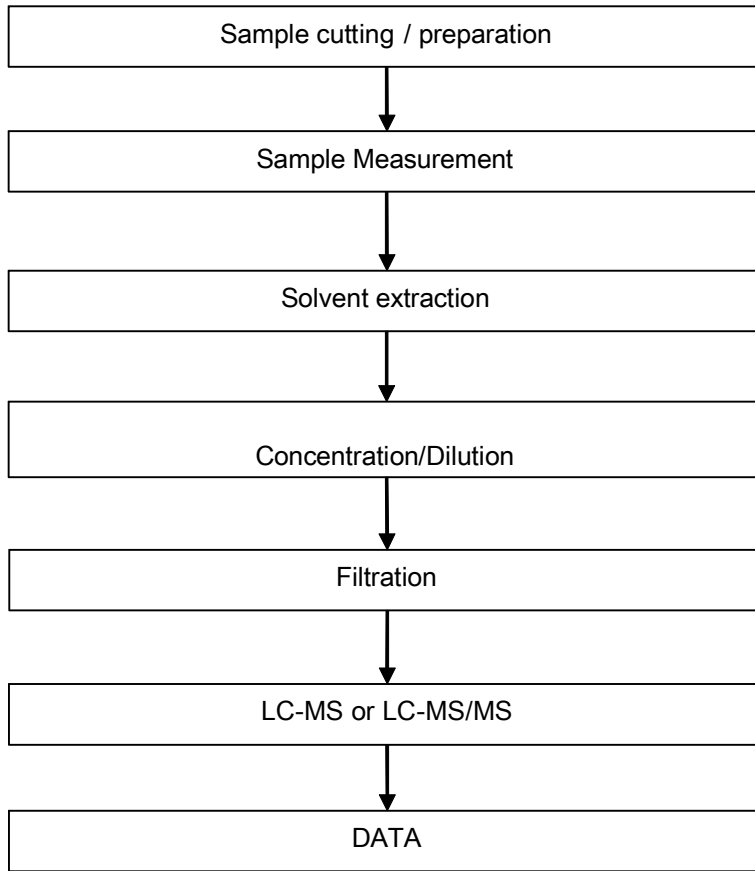 Sample cutting / preparation
Sample Measurement
Solvent extraction
Concentration/Dilution
Filtration
LC-MS or LC-MS/MS
DATA